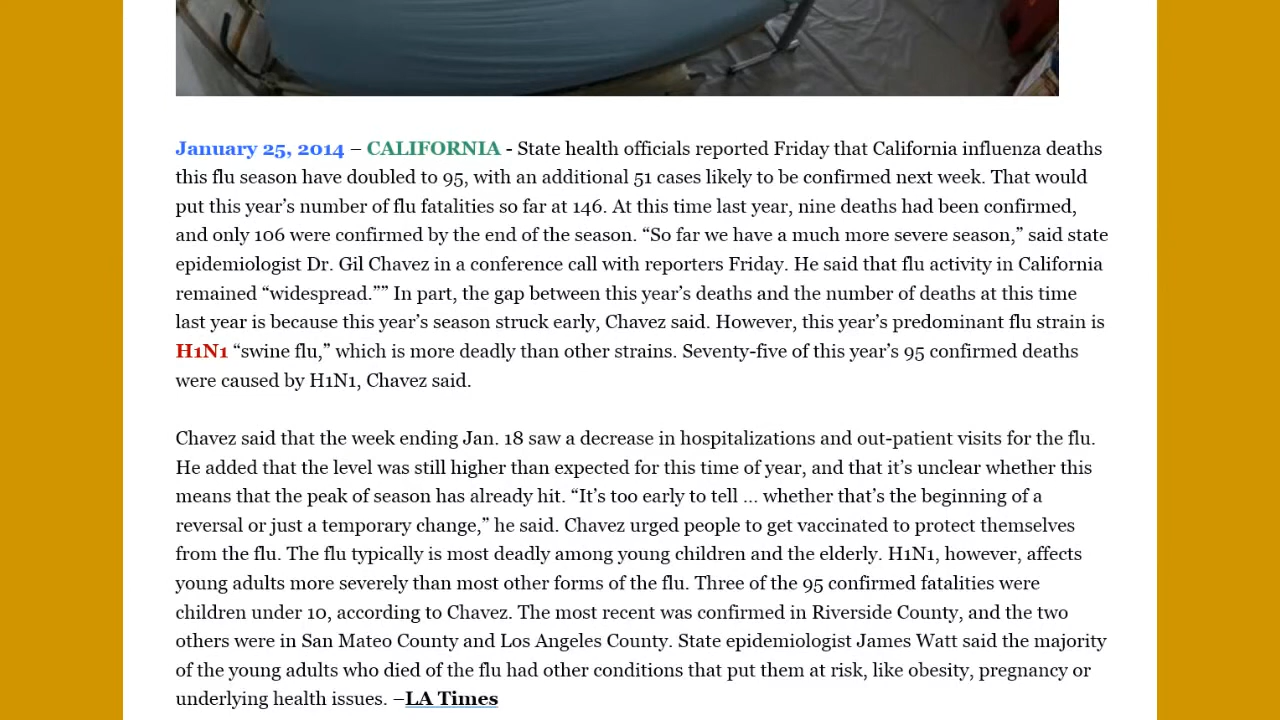 January 25, 2014 – CALIFORNIA - State health officials reported Friday that California influenza deaths
this flu season have doubled to 95, with an additional 51 cases likely to be confirmed next week. That would
put this year’s number of flu fatalities so far at 146. At this time last year, nine deaths had been confirmed,
and only 106 were confirmed by the end of the season. “So far we have a much more severe season,” said state
epidemiologist Dr. Gil Chavez in a conference call with reporters Friday. He said that flu activity in California
remained “widespread.”” In part, the gap between this year’s deaths and the number of deaths at this time
last year is because this year’s season struck early, Chavez said. However, this year’s predominant flu strain is
H1N1 “swine flu,” which is more deadly than other strains. Seventy-five of this year’s 95 confirmed deaths
were caused by H1N1, Chavez said.
Chavez said that the week ending Jan. 18 saw a decrease in hospitalizations and out-patient visits for the flu.
He added that the level was still higher than expected for this time of year, and that it’s unclear whether this
means that the peak of season has already hit. “It’s too early to tell ... whether that’s the beginning of a
reversal or just a temporary change,” he said. Chavez urged people to get vaccinated to protect themselves
from the flu. The flu typically is most deadly among young children and the elderly. H1N1, however, affects
young adults more severely than most other forms of the flu. Three of the 95 confirmed fatalities were
children under 10, according to Chavez. The most recent was confirmed in Riverside County, and the two
others were in San Mateo County and Los Angeles County. State epidemiologist James Watt said the majority
of the young adults who died of the flu had other conditions that put them at risk, like obesity, pregnancy or
underlying health issues. –LA Times